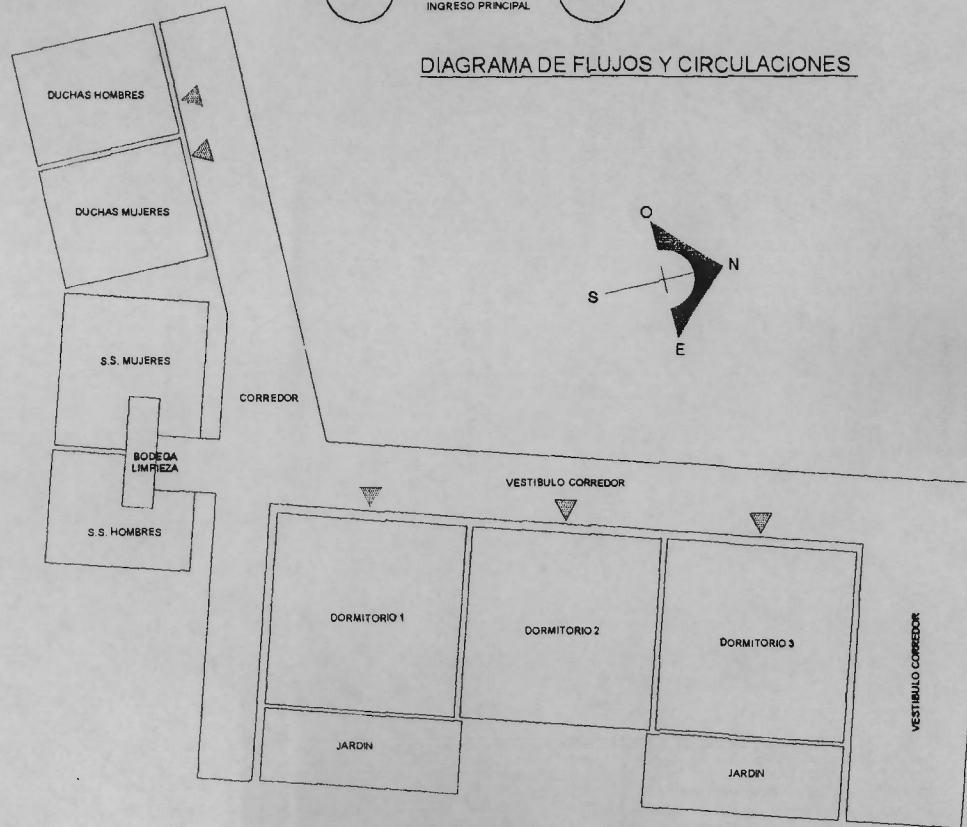 INGRESO PRINCIPAL
DIAGRAMA DE FLUJOS Y CIRCULACIONES
DUCHAS HOMBRES
DUCHAS MUJERES
O
N
S
E
S.S. MUJERES
CORREDOR
BODEGA
LIMPIEZA
VESTIBULO CORREDOR
S.S. HOMBRES
DORMITORIO 1
DORMITORIO 2
DORMITORIO 3
VESTIBULO CORREDOR
JARDIN
JARDIN